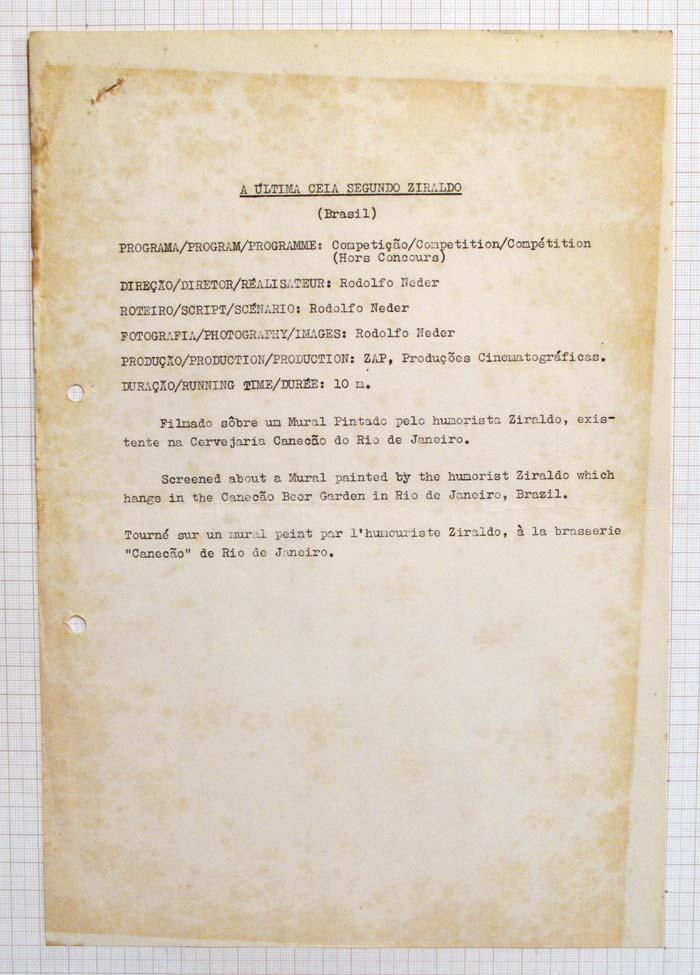 A ÚLTIMA CEIA SEGUNDO ZIRALDO
(Brasil)
PROGRAMA/PROGRAM/PROGRAMME: Competição/Competition/Compétition
(Hors Concours)
DIREÇÃO/DIRETOR/RÉALISATEUR: Rodolfo Neder
ROTEIRO/SCRIPT/SCÉNARIO: Rodolfo Neder
FOTOGRAFIA/PHOTOGRAPHY/IMAGES: Rodolfo Neder
PRODUÇÃO/PRODUCTION/PRODUCTION: ZAP, Produções Cinematográficas.
DURAÇÃO/RUNNING TIME/DURÉE: 10 m.
Filmado sôbre um Mural Pintado pelo humorista Ziraldo, exis-
tente na Cervejaria Canecão do Rio de Janeiro.
Screened about a Mural painted by the humorist Ziraldo which
hangs in the Canecão Beer Garden in Rio de Janeiro, Brazil.
Tourné sur un mural peint par l'humouriste Ziraldo, à la brasserie
"Canecão" de Rio de Janeiro.